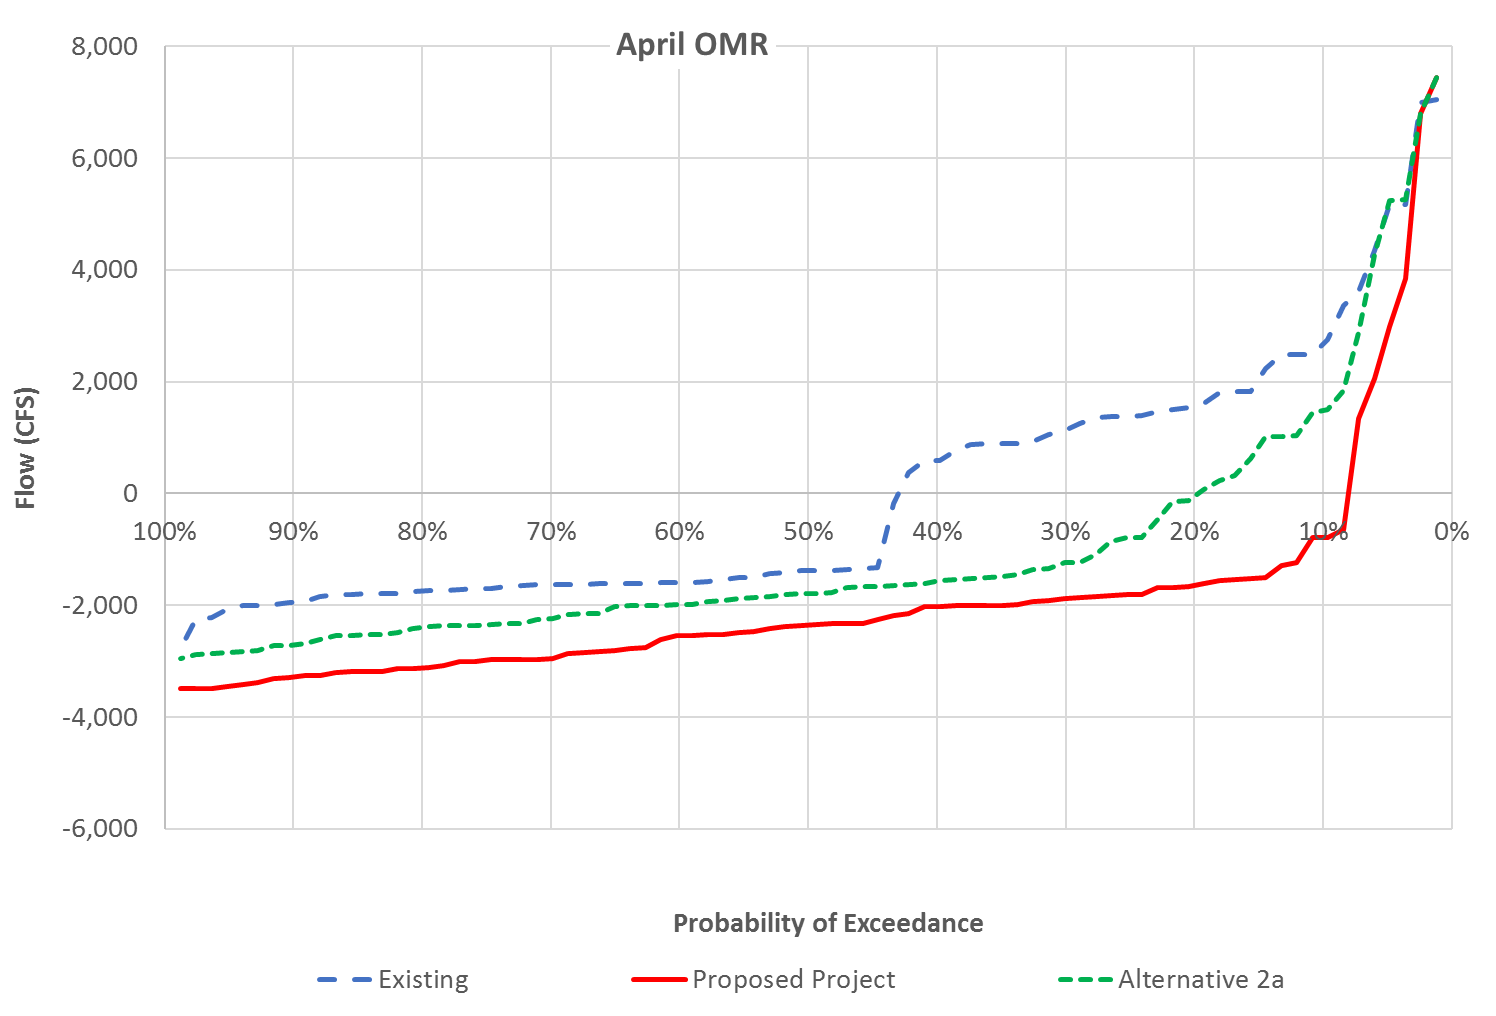 April OMR
8,000
6,000
4,000
2,000
0
-2,000
-4,000
-6,000
Flow (CFS)
100% 90% 80% 70% 60% 50% 40% 30% 20% 10% 0%
Probability of Exceedance
Existing Proposed Project Alternative 2a